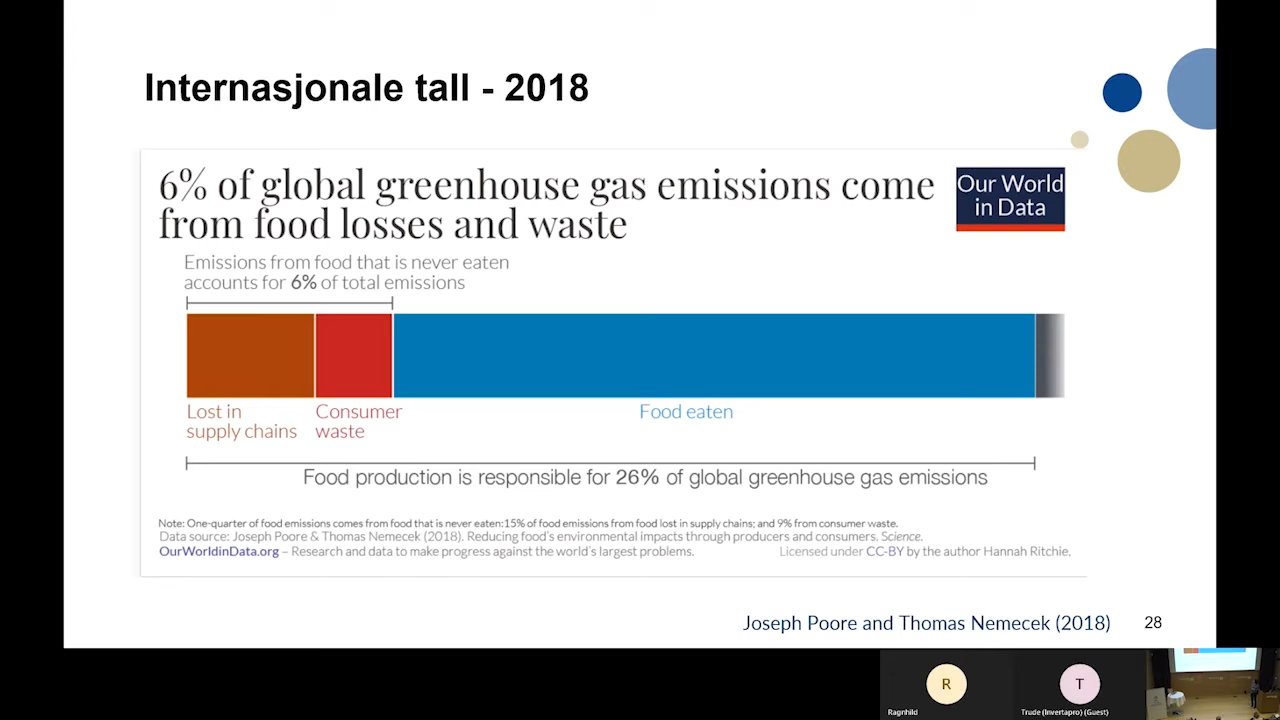 Internasjonale tall - 2018
6% of global greenhouse gas emissions come
from food losses and waste
Our World
in Data
Emissions from food that is never eaten
accounts for 6% of total emissions
Lost in
supply chains
Consumer
waste
Food eaten
Food production is responsible for 26% of global greenhouse gas emissions
Note: One-quarter of food emissions comes from food that is never eaten:15% of food emissions from food lost in supply chains; and 9% from consumer waste.
Data source: Joseph Poore & Thomas Nemecek (2018). Reducing food's environmental impacts through producers and consumers. Science.
OurWorldinData.org – Research and data to make progress against the world's largest problems.
Licensed under CC-BY by the author Hannah Ritchie.
Joseph Poore and Thomas Nemecek (2018)
28
R
T
Ragnhild
Trude (Invertapro) (Guest)